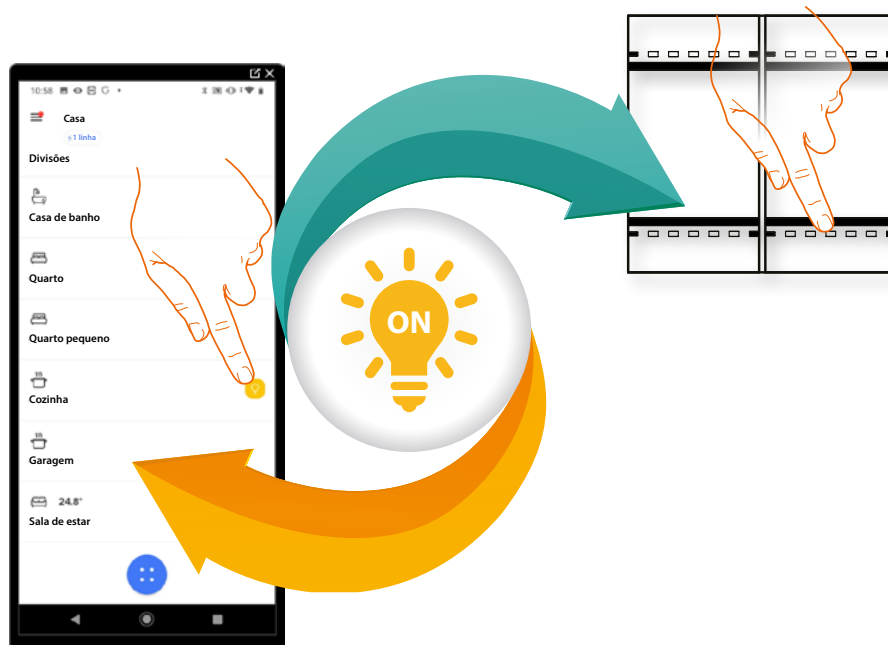 10:58
Casa
1 linha
Divisões
Casa de banho
Quarto
Quarto pequeno
Cozinha
Garagem
24.8°
Sala de estar
ON